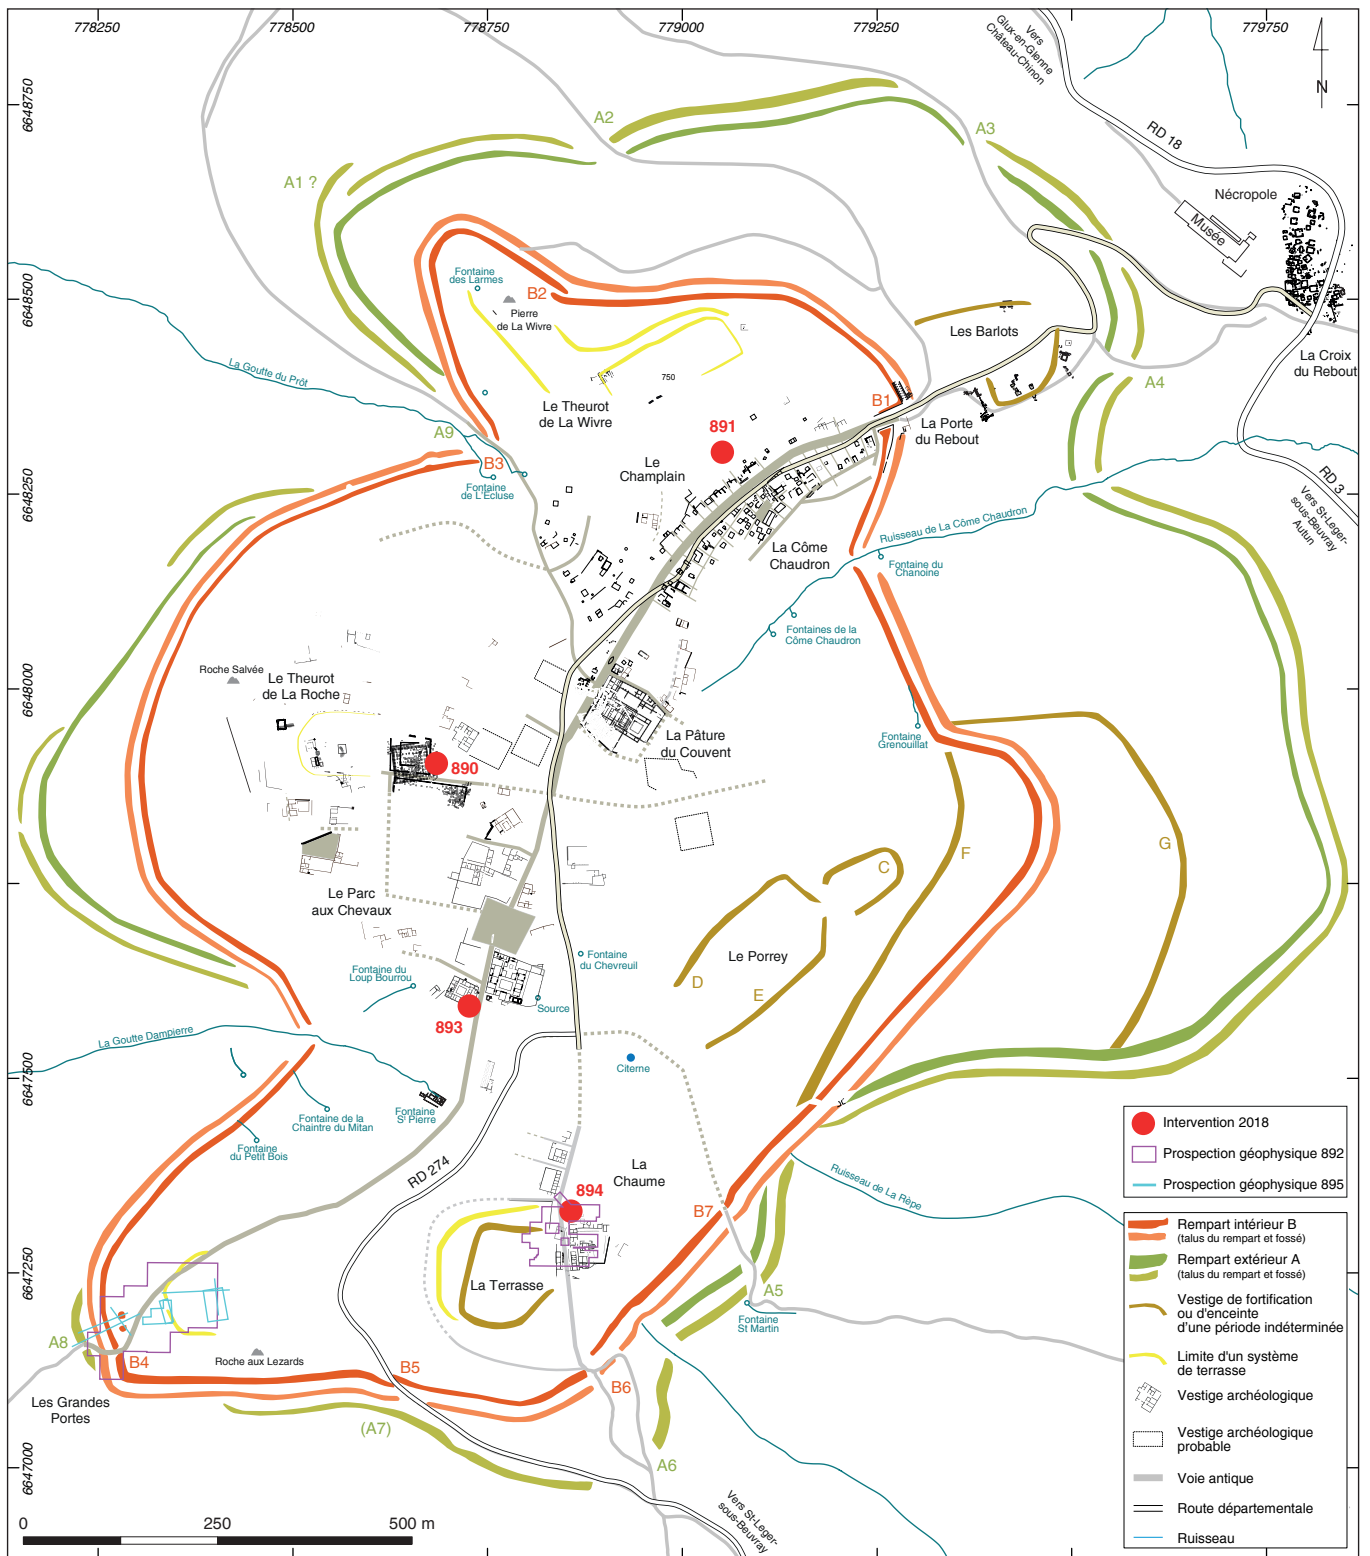 778250
778500
778750
779000
779250
779750
6648750
6648500
6648250
6648000
6647500
6647250
6647000
N
Vers
Glux-en-Glenne
Château-Chinon
RD 18
Nécropole
Musée
La Croix
du Rebout
RD 3
Vers St-Leger-
sous-Beuvray
Autun
A1 ?
A2
A3
A4
Les Barlots
La Porte
du Rebout
B1
B2
Fontaine
des Larmes
Pierre
de La Wivre
750
Le Theurot
de La Wivre
La Goutte du Prôt
A9
B3
Fontaine
de L'Ecluse
891
Le
Champlain
La Côme
Chaudron
Ruisseau de La Côme Chaudron
Fontaine du
Chanoine
Fontaines de la
Côme Chaudron
Roche Salvée
Le Theurot
de La Roche
La Pâture
du Couvent
Fontaine
Grenouillat
890
C
F
G
Le Parc
aux Chevaux
Le Porrey
D
E
Fontaine
du Chevreuil
Fontaine du
Loup Bourrou
Source
893
La Goutte Dampierre
Citerne
Fontaine
St Pierre
Fontaine de la
Chaintre du Mitan
Fontaine
du Petit Bois
RD 274
La
Chaume
894
B7
Ruisseau de La Rèpe
La Terrasse
A5
Fontaine
St Martin
A8
B4
Roche aux Lezards
B5
B6
Les Grandes
Portes
(A7)
A6
Vers St-Leger-
sous-Beuvray
0
250
500 m
Intervention 2018
Prospection géophysique 892
Prospection géophysique 895
Rempart intérieur B
(talus du rempart et fossé)
Rempart extérieur A
(talus du rempart et fossé)
Vestige de fortification
ou d'enceinte
d'une période indéterminée
Limite d'un système
de terrasse
Vestige archéologique
Vestige archéologique
probable
Voie antique
Route départementale
Ruisseau